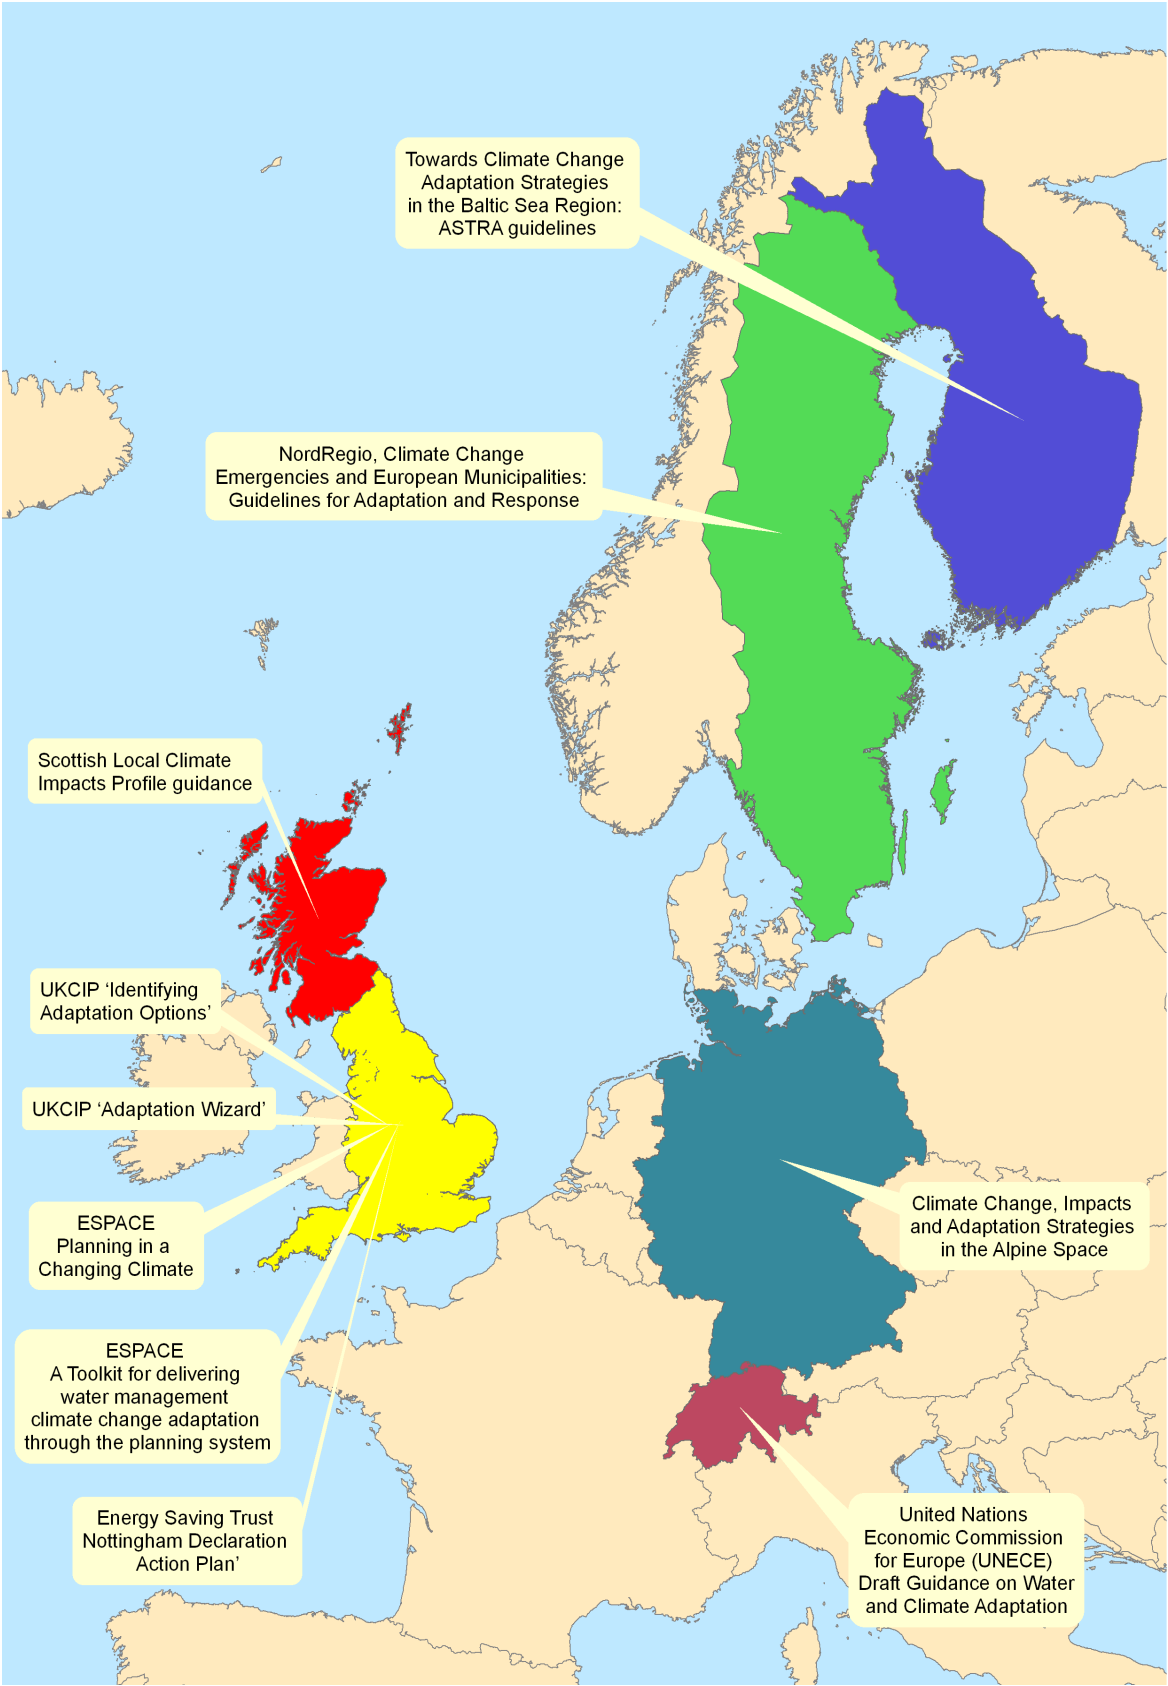 Towards Climate Change
Adaptation Strategies
in the Baltic Sea Region:
ASTRA guidelines
NordRegio, Climate Change
Emergencies and European Municipalities:
Guidelines for Adaptation and Response
Scottish Local Climate
Impacts Profile guidance
UKCIP ‘Identifying
Adaptation Options’
UKCIP ‘Adaptation Wizard’
ESPACE
Planning in a
Changing Climate
Climate Change, Impacts
and Adaptation Strategies
in the Alpine Space
ESPACE
A Toolkit for delivering
water management
climate change adaptation
through the planning system
Energy Saving Trust
Nottingham Declaration
Action Plan’
United Nations
Economic Commission
for Europe (UNECE)
Draft Guidance on Water
and Climate Adaptation